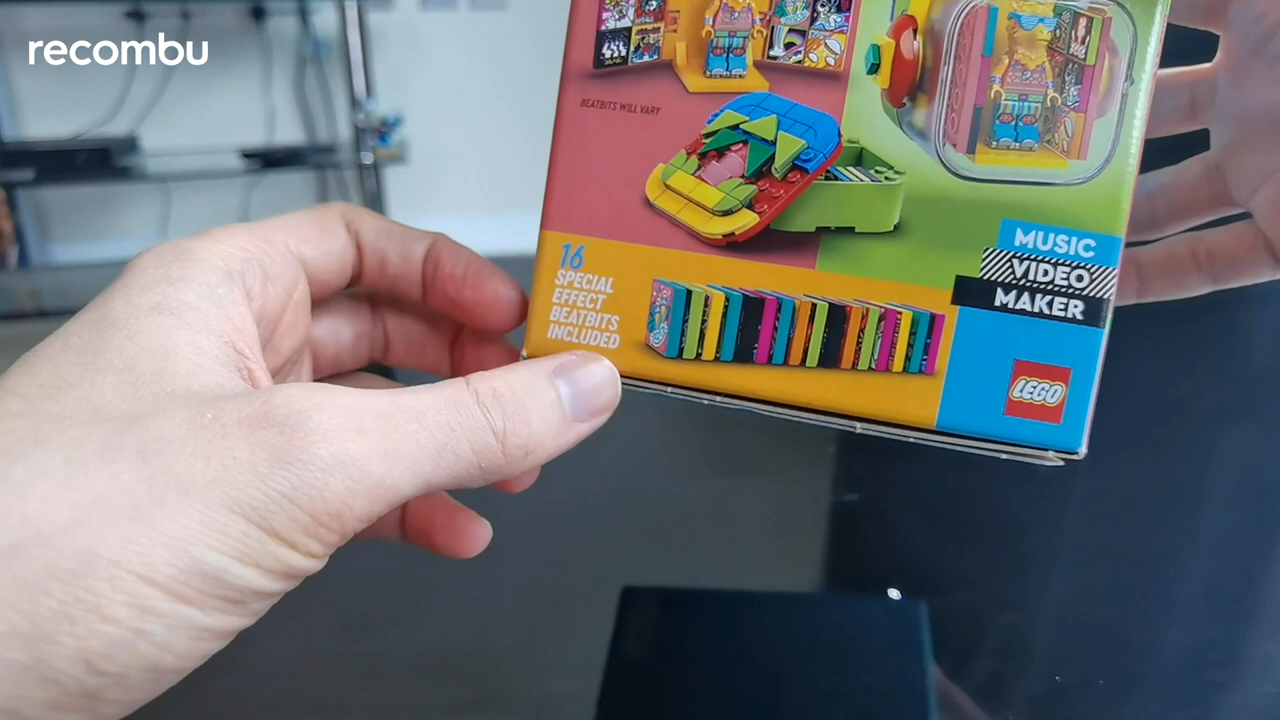 recombu
BEATBITS WILL VARY
16
SPECIAL
EFFECT
BEATBITS
INCLUDED
MUSIC
VIDEO
MAKER
LEGO